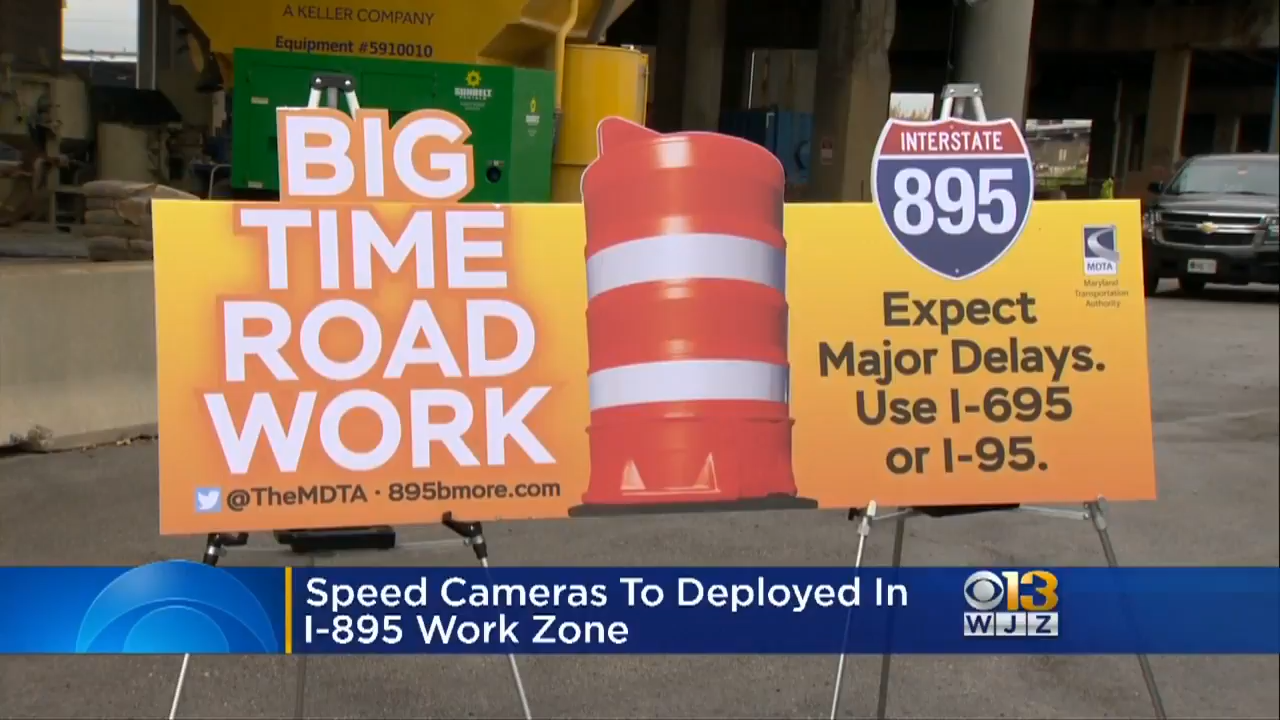 A KELLER COMPANY
Equipment #5910010
SUNBELT
BIG
TIME
ROAD
WORK
@TheMDTA · 895bmore.com
INTERSTATE
895
MDTA
Maryland
Transportation
Authority
Expect
Major Delays.
Use I-695
or I-95.
Speed Cameras To Deployed In
I-895 Work Zone
13
WJZ